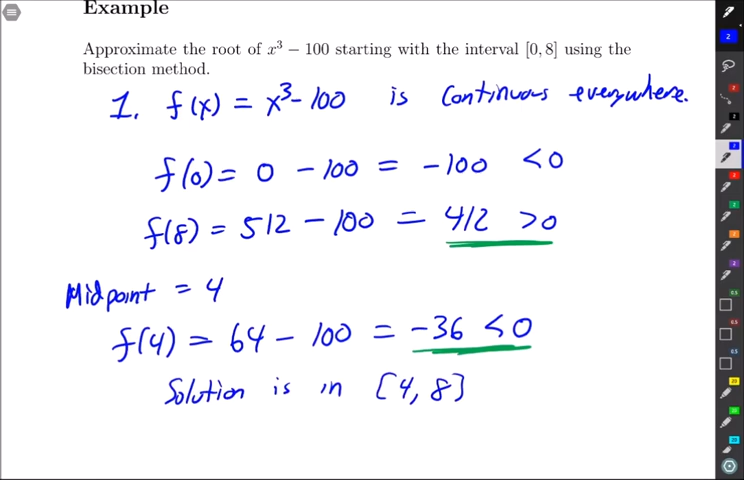 Example
Approximate the root of x³ − 100 starting with the interval [0, 8] using the
bisection method.
1. f(x) = x³ - 100 is continuous everywhere.
f(0) = 0 - 100 = -100 < 0
f(8) = 512 - 100 = 412 > 0
Midpoint = 4
f(4) = 64 - 100 = -36 < 0
Solution is in [4, 8]